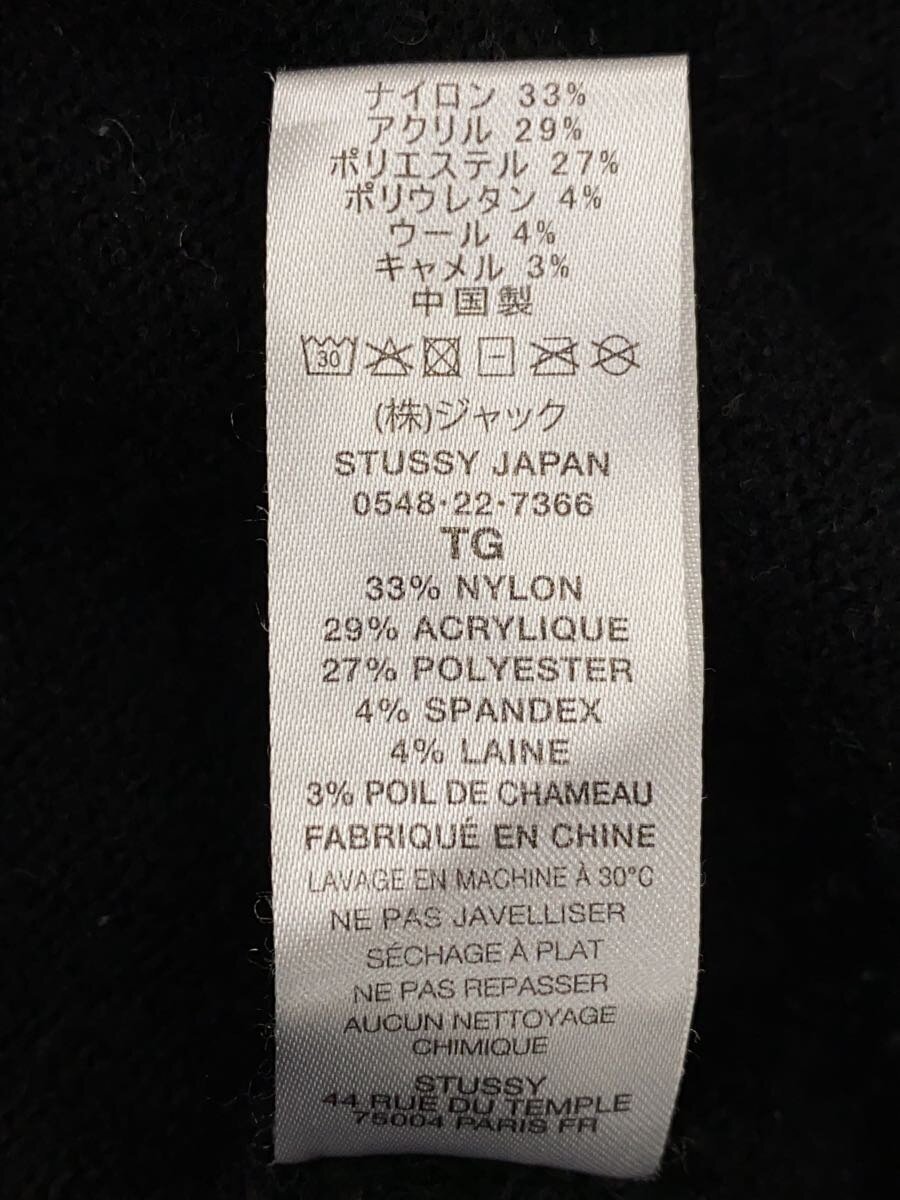 ナイロン 33%
アクリル 29%
ポリエステル 27%
ポリウレタン 4%
ウール 4%
キャメル 3%
中国製
30
(株)ジャック
STUSSY JAPAN
0548·22·7366
TG
33% NYLON
29% ACRYLIQUE
27% POLYESTER
4% SPANDEX
4% LAINE
3% POIL DE CHAMEAU
FABRIQUÉ EN CHINE
LAVAGE EN MACHINE À 30°C
NE PAS JAVELLISER
SÉCHAGE À PLAT
NE PAS REPASSER
AUCUN NETTOYAGE
CHIMIQUE
STUSSY
44 RUE DU TEMPLE
75004 PARIS FR